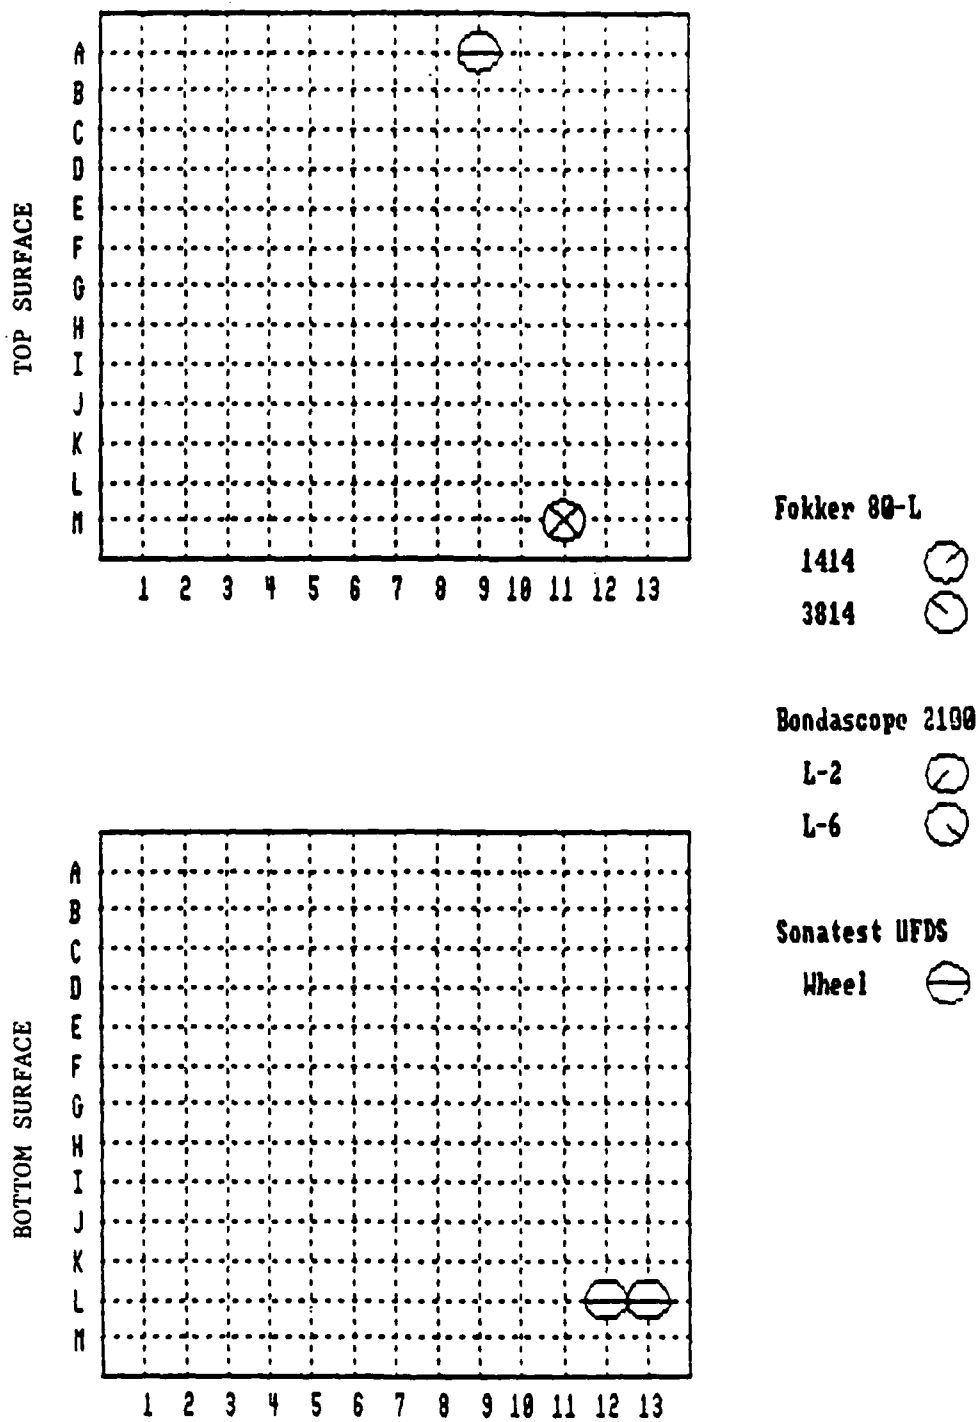 TOP SURFACE
A
B
C
D
E
F
G
H
I
J
K
L
M
1 2 3 4 5 6 7 8 9 10 11 12 13
Fokker 80-L
1414
3814
Bondascope 2100
L-2
L-6
Sonatest UFDS
Wheel
BOTTOM SURFACE
A
B
C
D
E
F
G
H
I
J
K
L
M
1 2 3 4 5 6 7 8 9 10 11 12 13